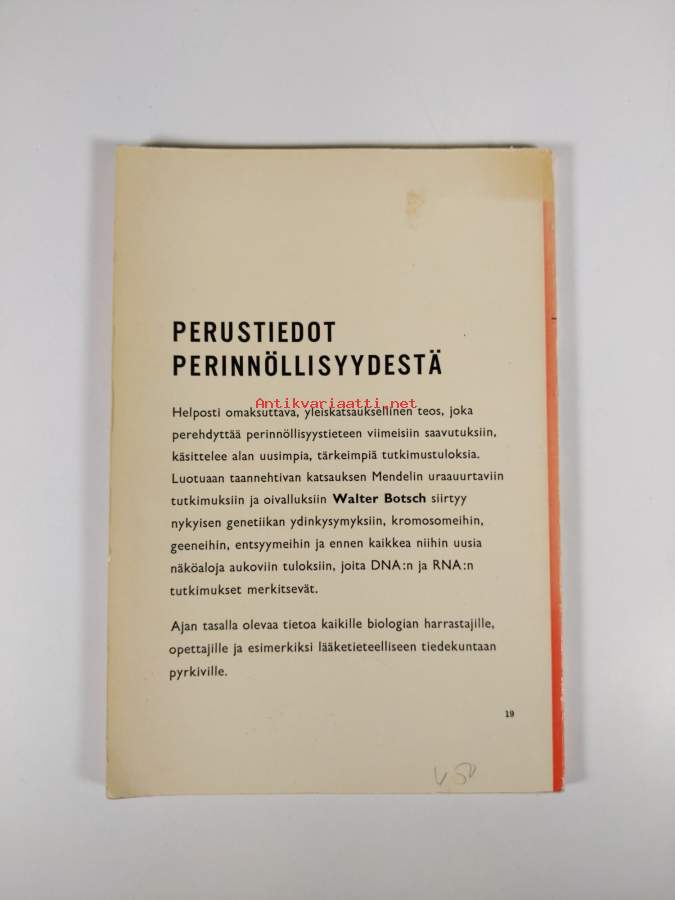 PERUSTIEDOT
PERINNÖLLISYYDESTÄ
Antikvariaatti.net
Helposti omaksuttava, yleiskatsauksellinen teos, joka
perehdyttää perinnöllisyystieteen viimeisiin saavutuksiin,
käsittelee alan uusimpia, tärkeimpiä tutkimustuloksia.
Luotuaan taannehtivan katsauksen Mendelin uraauurtaviin
tutkimuksiin ja oivalluksiin Walter Botsch siirtyy
nykyisen genetiikan ydinkysymyksiin, kromosomeihin,
geeneihin, entsyymeihin ja ennen kaikkea niihin uusia
näköaloja aukoviin tuloksiin, joita DNA:n ja RNA:n
tutkimukset merkitsevät.
Ajan tasalla olevaa tietoa kaikille biologian harrastajille,
opettajille ja esimerkiksi lääketieteelliseen tiedekuntaan
pyrkiville.
19